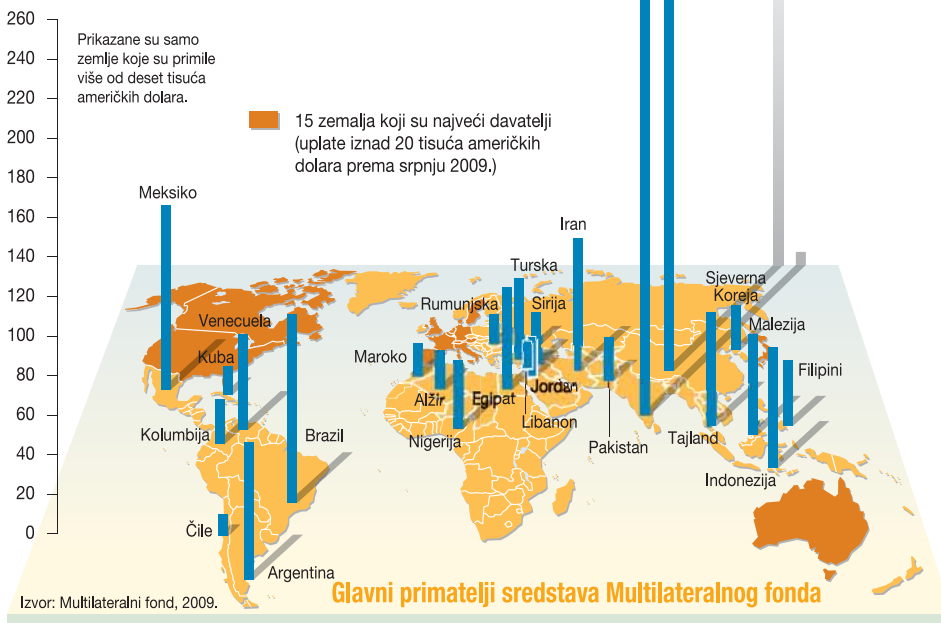 260
240
220
200
180
160
140
120
100
80
60
40
20
0
Prikazane su samo
zemlje koje su primile
više od deset tisuća
američkih dolara.
15 zemalja koji su najveći davatelji
(uplate iznad 20 tisuća američkih
dolara prema srpnju 2009.)
Meksiko
Iran
Turska
Sjeverna
Koreja
Rumunjska
Sirija
Venecuela
Malezija
Kuba
Maroko
Filipini
Alžir
Egipat
Jordan
Kolumbija
Brazil
Nigerija
Libanon
Pakistan
Tajland
Indonezija
Čile
Argentina
Glavni primatelji sredstava Multilateralnog fonda
Izvor: Multilateralni fond, 2009.